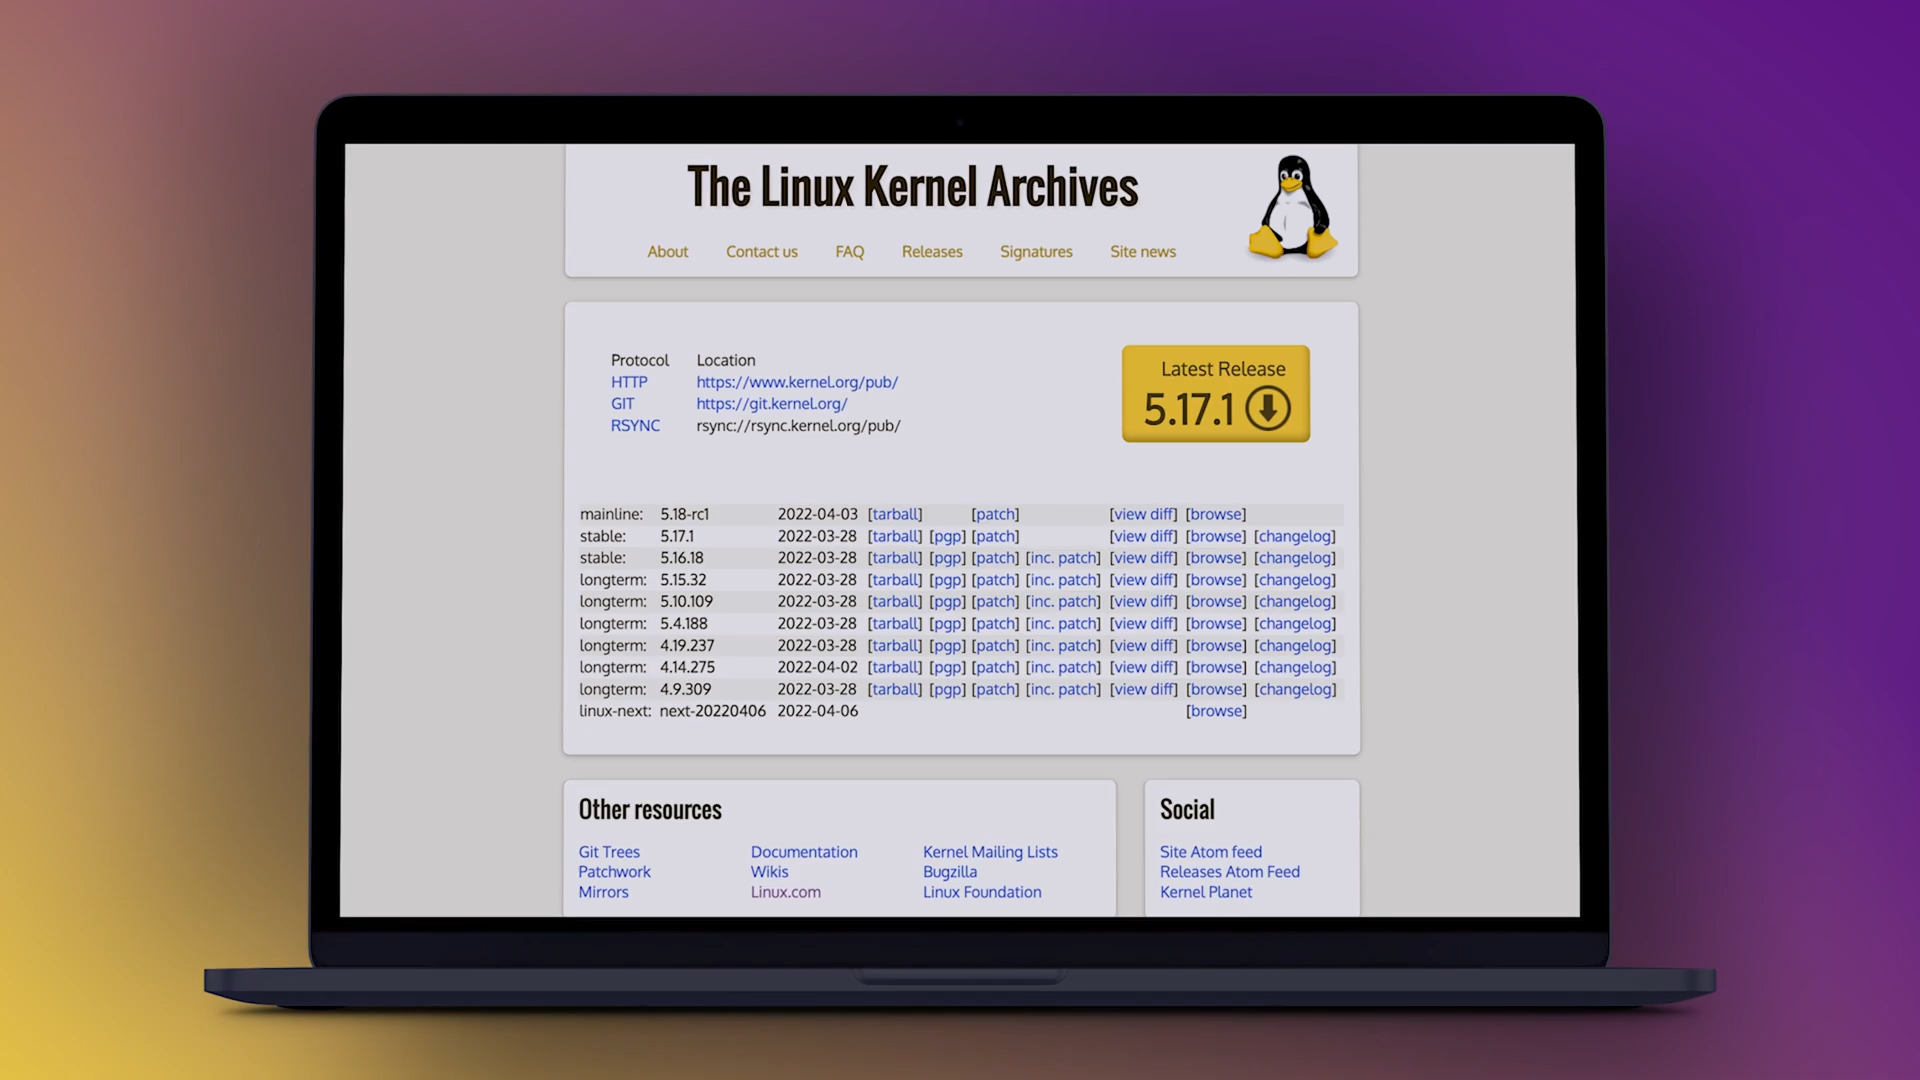 The Linux Kernel Archives
About Contact us FAQ Releases Signatures Site news
Protocol Location
HTTP https://www.kernel.org/pub/
GIT https://git.kernel.org/
RSYNC rsync://rsync.kernel.org/pub/
Latest Release
5.17.1
mainline: 5.18-rc1 2022-04-03 [tarball] [patch] [view diff] [browse]
stable: 5.17.1 2022-03-28 [tarball] [pgp] [patch] [view diff] [browse] [changelog]
stable: 5.16.18 2022-03-28 [tarball] [pgp] [patch] [inc. patch] [view diff] [browse] [changelog]
longterm: 5.15.32 2022-03-28 [tarball] [pgp] [patch] [inc. patch] [view diff] [browse] [changelog]
longterm: 5.10.109 2022-03-28 [tarball] [pgp] [patch] [inc. patch] [view diff] [browse] [changelog]
longterm: 5.4.188 2022-03-28 [tarball] [pgp] [patch] [inc. patch] [view diff] [browse] [changelog]
longterm: 4.19.237 2022-03-28 [tarball] [pgp] [patch] [inc. patch] [view diff] [browse] [changelog]
longterm: 4.14.275 2022-04-02 [tarball] [pgp] [patch] [inc. patch] [view diff] [browse] [changelog]
longterm: 4.9.309 2022-03-28 [tarball] [pgp] [patch] [inc. patch] [view diff] [browse] [changelog]
linux-next: next-20220406 2022-04-06 [browse]
Other resources
Git Trees Documentation Kernel Mailing Lists
Patchwork Wikis Bugzilla
Mirrors Linux.com Linux Foundation
Social
Site Atom feed
Releases Atom Feed
Kernel Planet